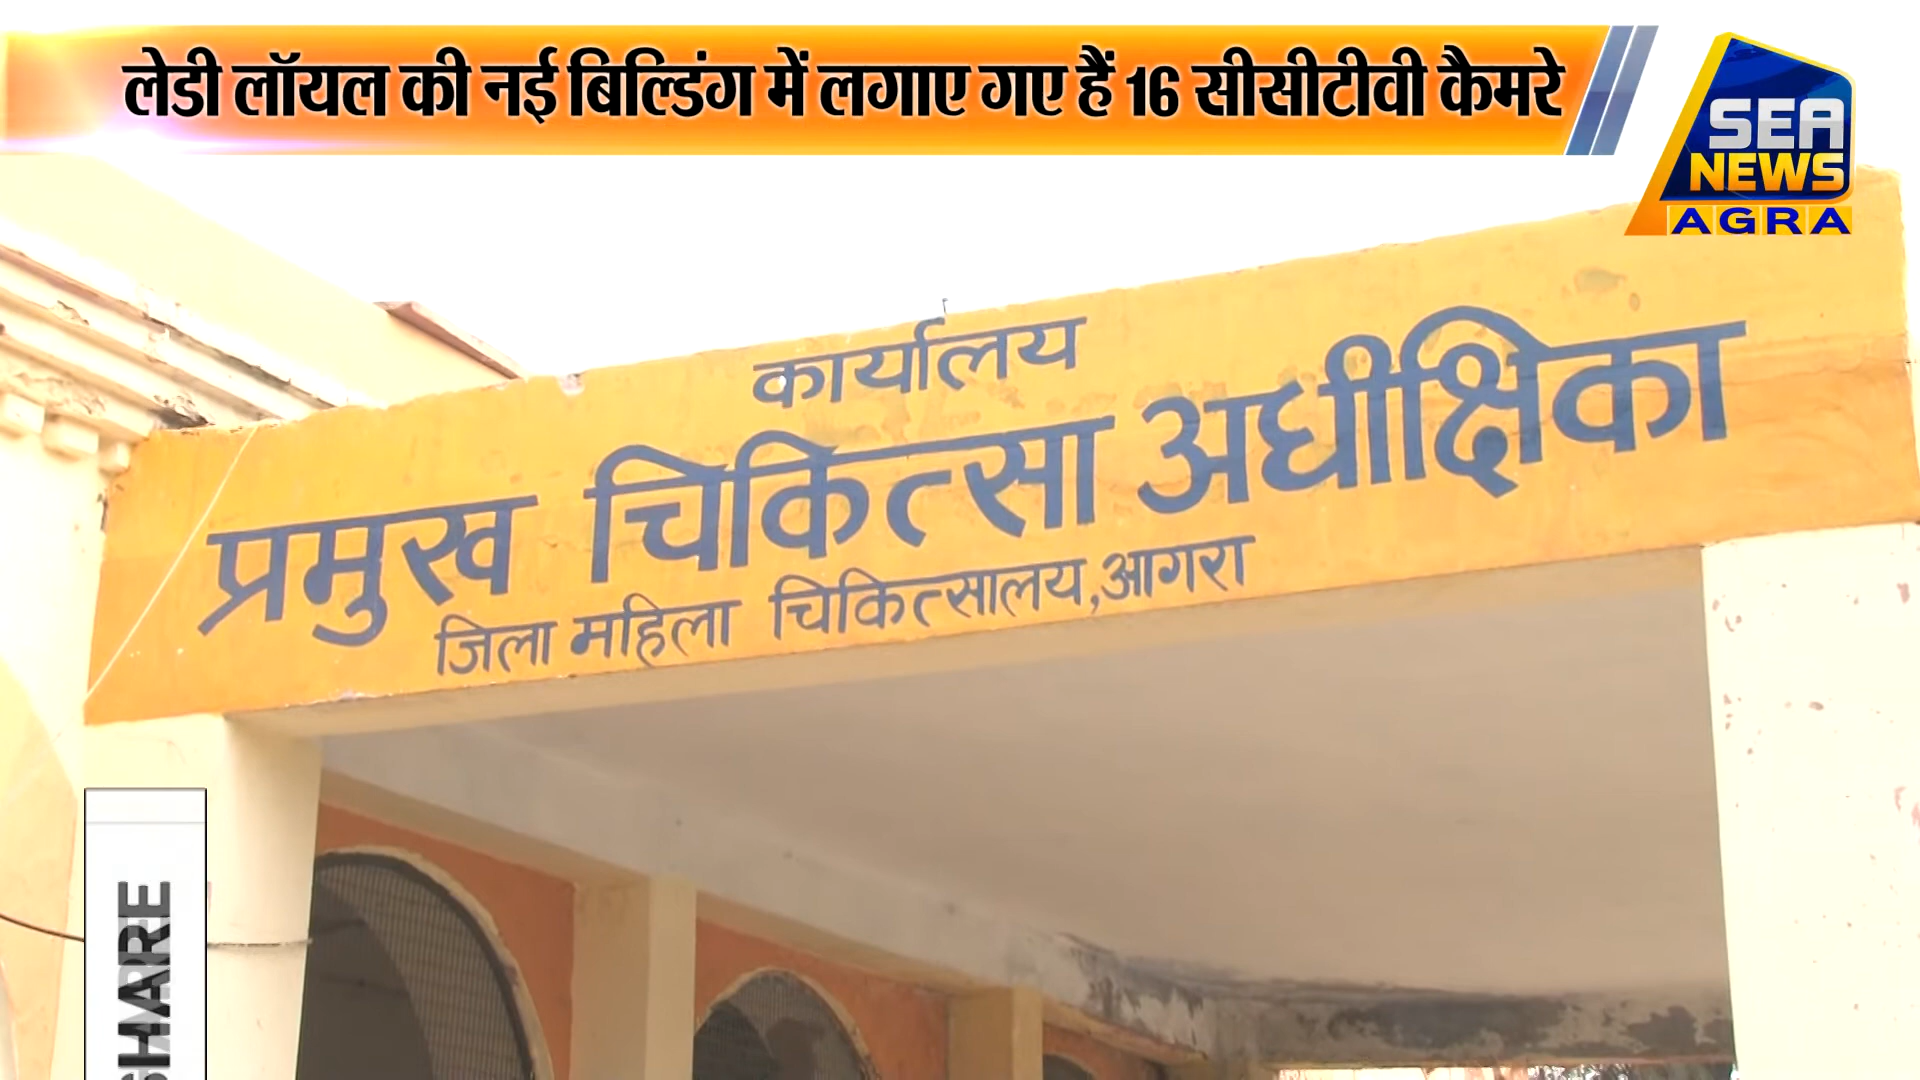 लेडी लॉयल की नई बिल्डिंग में लगाए गए हैं 16 सीसीटीवी कैमरे
SEA
NEWS
AGRA
कार्यालय
प्रमुख चिकित्सा अधीक्षिका
जिला महिला चिकित्सालय,आगरा
SHARE